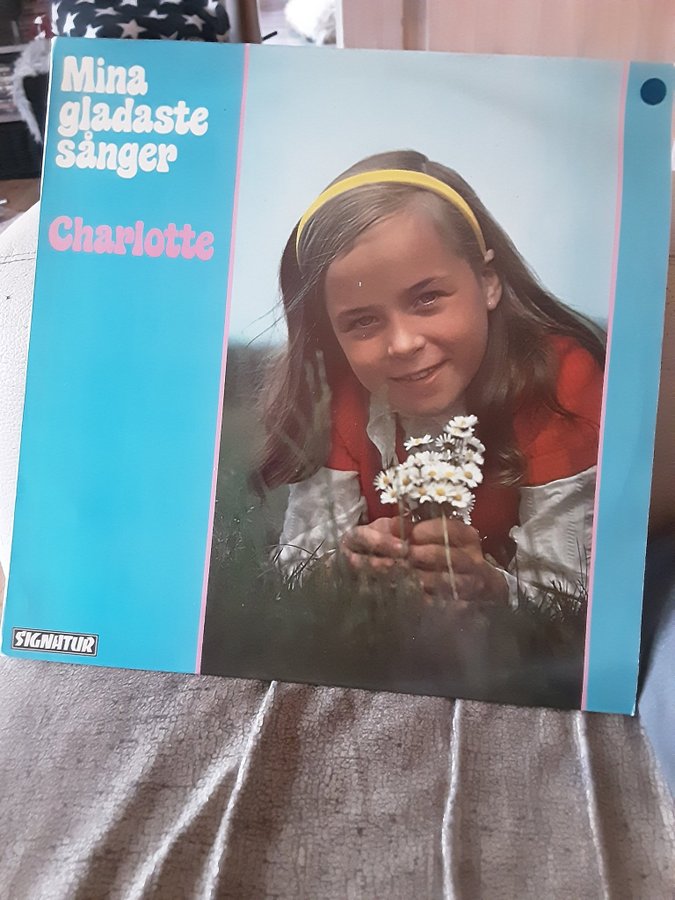 Mina
gladaste
sånger
Charlotte
SIGNATUR